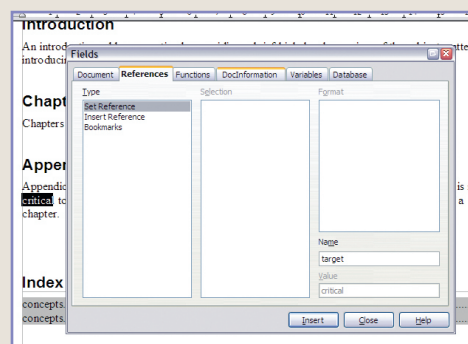 Introduction
An intro
introducin
Fields
Document References Functions DocInformation Variables Database
Type Selection Format
Set Reference
Insert Reference
Bookmarks
Chapt
Chapters
Appen
Appendic is
critical to a
chapter.
Name
target
Value
critical
Index
concepts.
concepts.
Insert Close Help